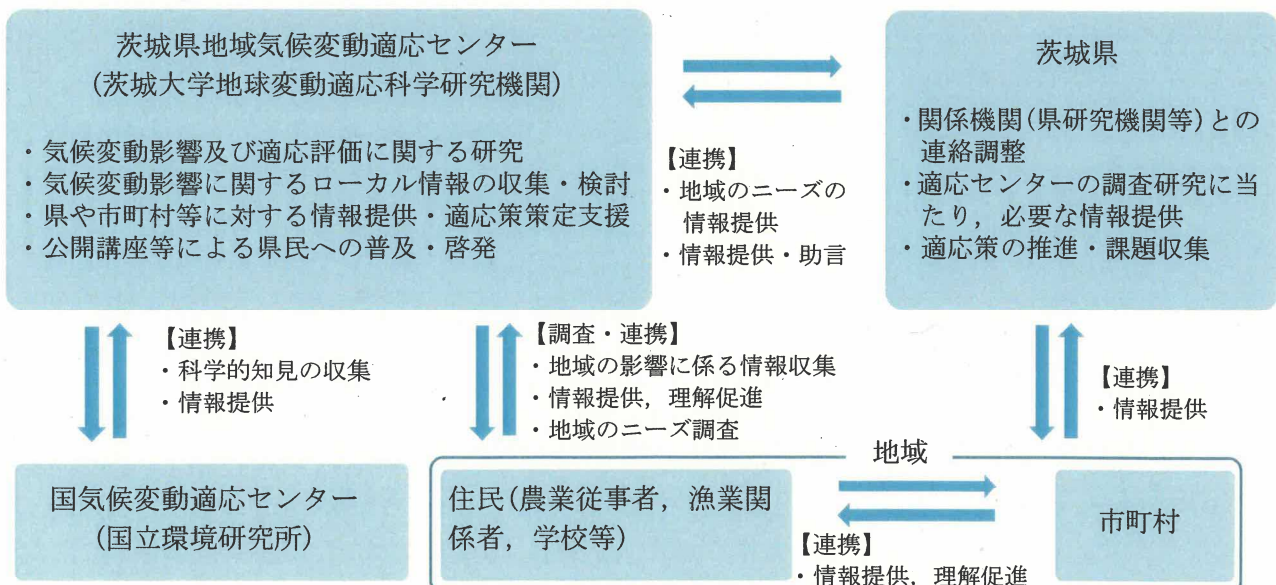 茨城県地域気候変動適応センター
(茨城大学地球変動適応科学研究機関)
・気候変動影響及び適応評価に関する研究
・気候変動影響に関するローカル情報の収集・検討
・県や市町村等に対する情報提供・適応策策定支援
・公開講座等による県民への普及・啓発
【連携】
・地域のニーズの
情報提供
・情報提供・助言
茨城県
・関係機関(県研究機関等)との
連絡調整
・適応センターの調査研究に当
たり，必要な情報提供
・適応策の推進・課題収集
【連携】
・科学的知見の収集
・情報提供
【調査・連携】
・地域の影響に係る情報収集
・情報提供，理解促進
・地域のニーズ調査
【連携】
・情報提供
国気候変動適応センター
(国立環境研究所)
地域
住民(農業従事者，漁業関
係者，学校等)
【連携】
・情報提供，理解促進
市町村